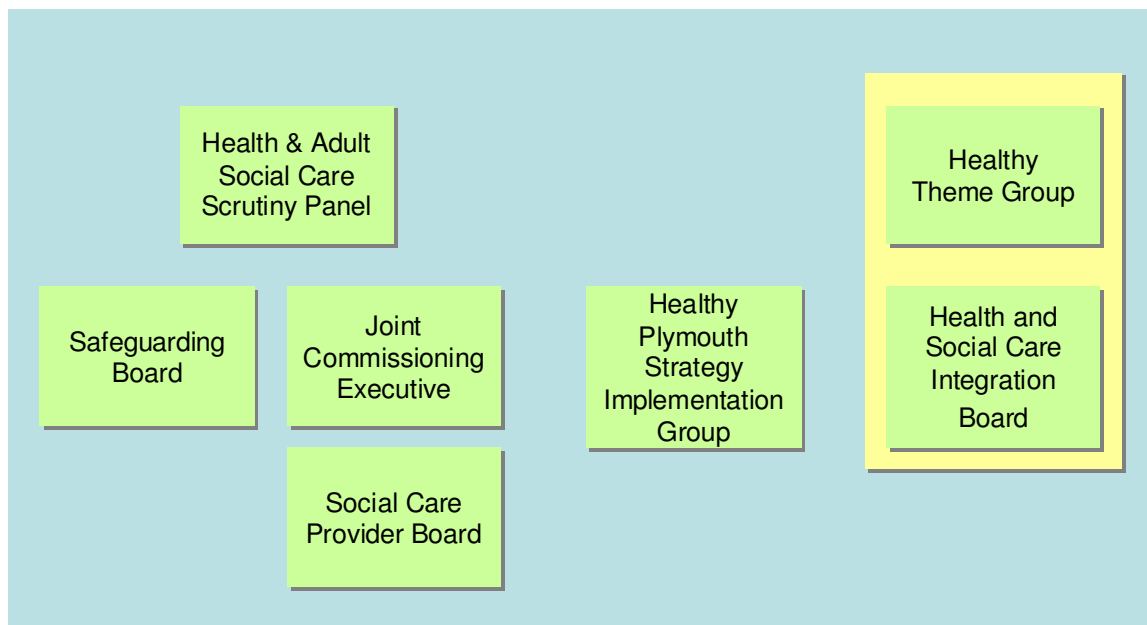 Health & Adult
Social Care
Scrutiny Panel
Healthy
Theme Group
Safeguarding
Board
Joint
Commissioning
Executive
Healthy
Plymouth
Strategy
Implementation
Group
Health and
Social Care
Integration
Board
Social Care
Provider Board